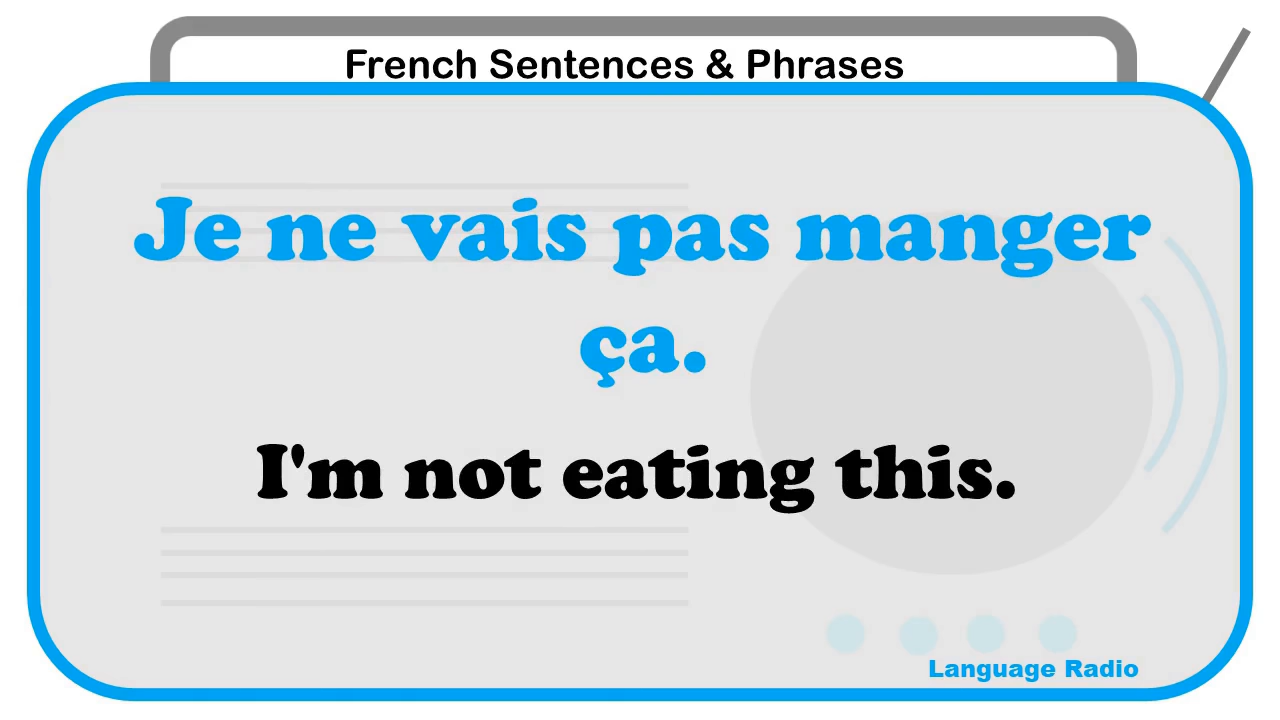 French Sentences & Phrases
Je ne vais pas manger
ça.
I'm not eating this.
Language Radio